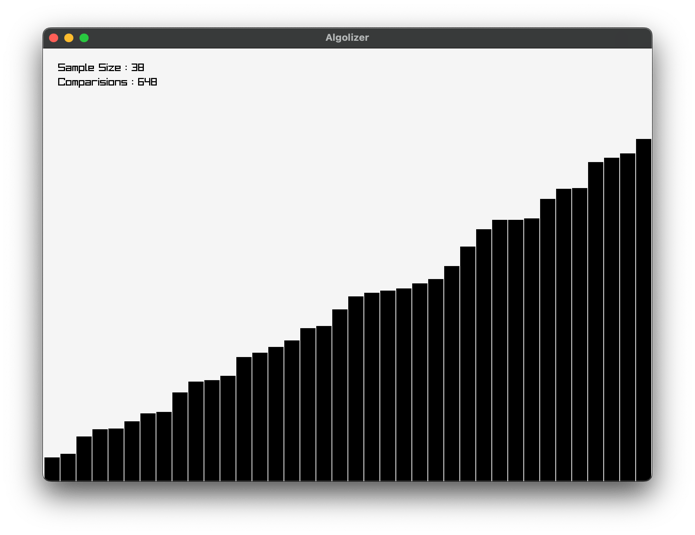 Algolizer
Sample Size : 38
Comparisions : 648